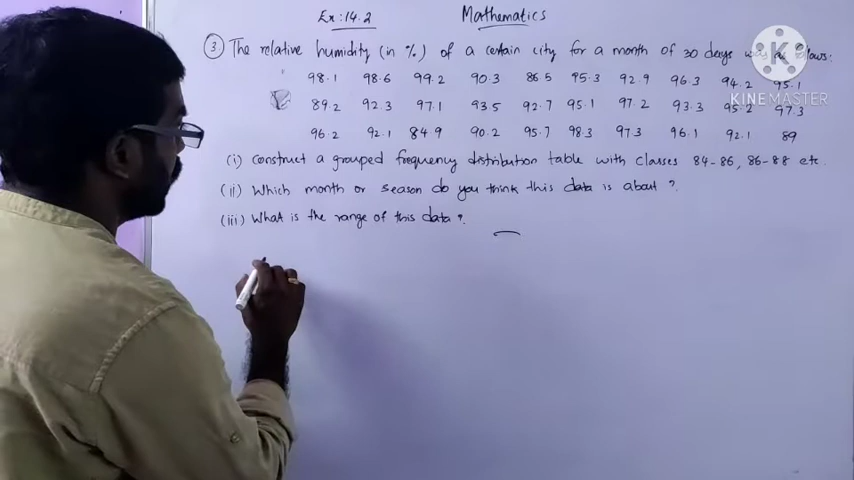 Ex: 14.2 Mathematics
③ The relative humidity (in %) of a certain city for a month of 30 days was as follows:
98.1 98.6 99.2 90.3 86.5 95.3 92.9 96.3 94.2 95.1
89.2 92.3 97.1 93.5 92.7 95.1 97.2 93.3 95.2 97.3
96.2 92.1 84.9 90.2 95.7 98.3 97.3 96.1 92.1 89
(i) Construct a grouped frequency distribution table with classes 84-86, 86-88 etc.
(ii) Which month or season do you think this data is about?
(iii) What is the range of this data?
K
KINEMASTER